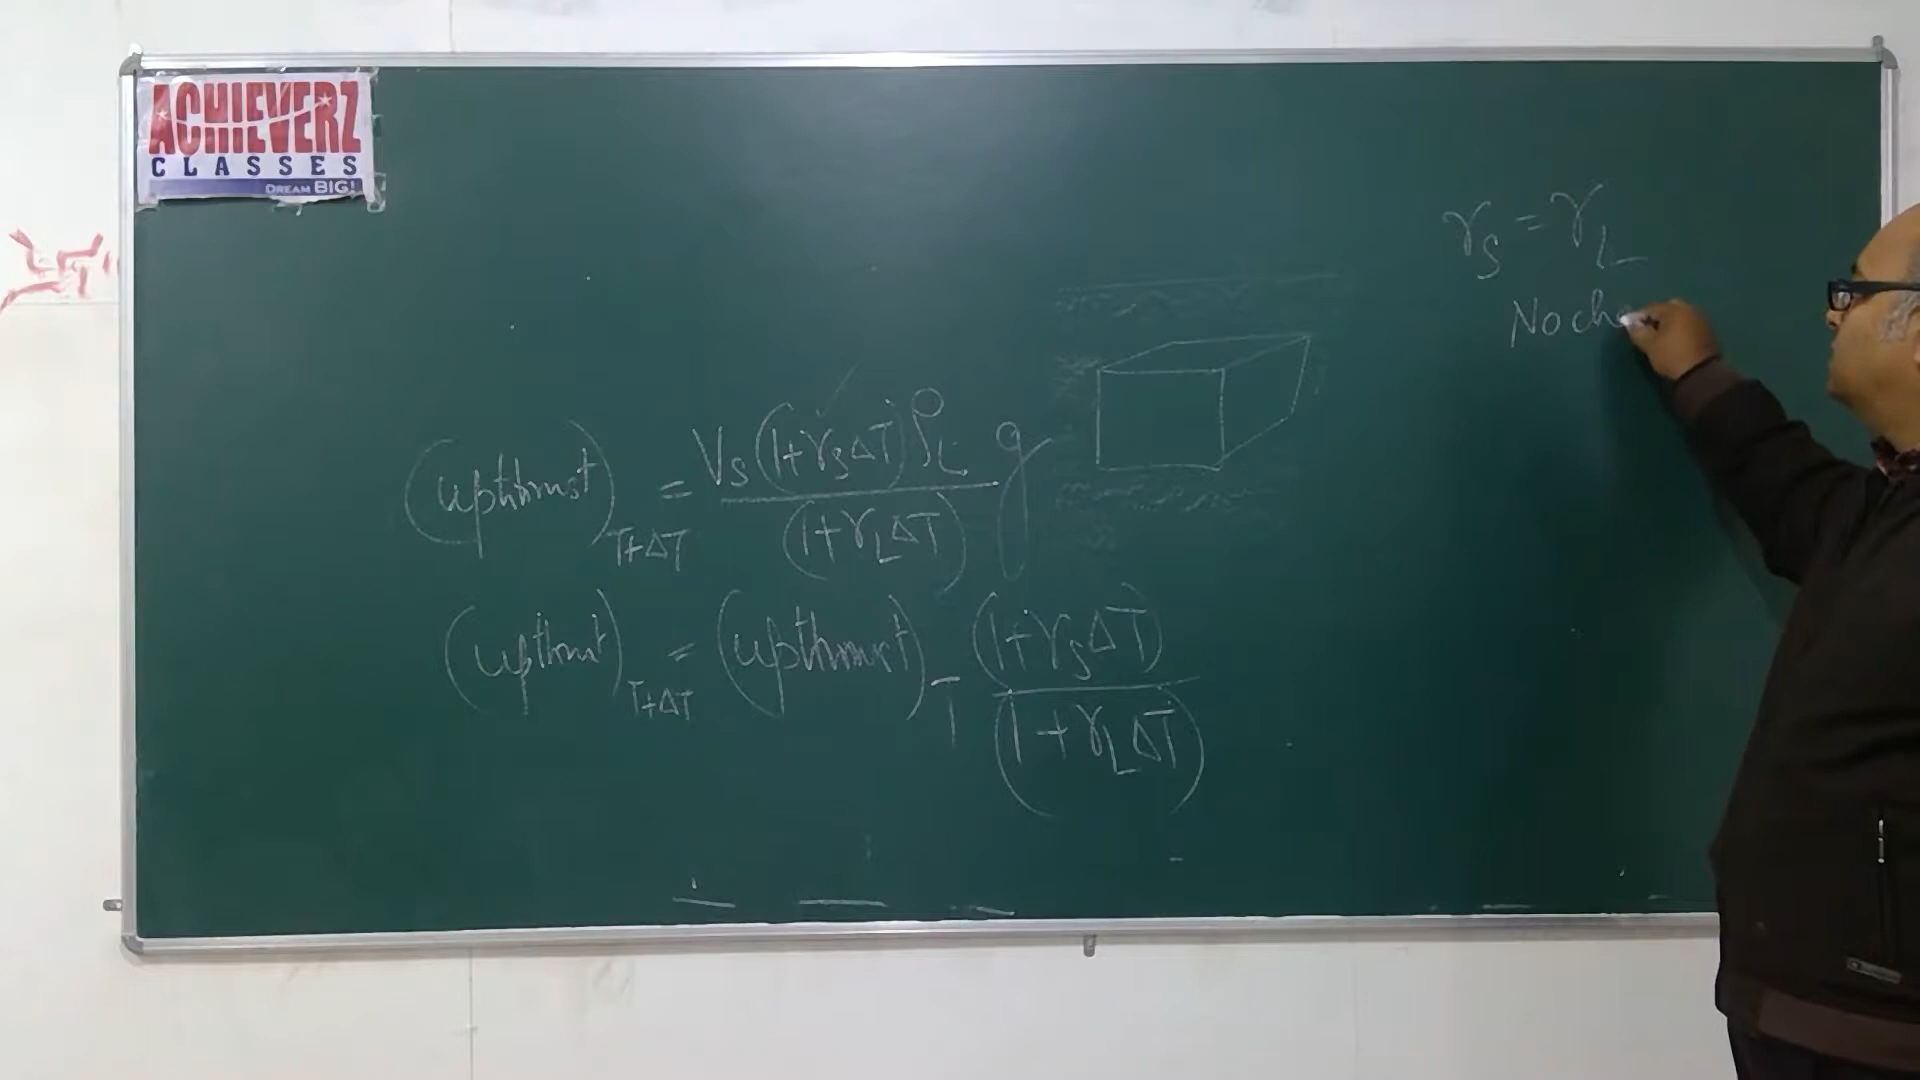 ACHIEVERZ
CLASSES
DREAM BIG!
γS = γL
No ch
(upthrust)T+ΔT = VS(1+γSΔT)ρL g / (1+γLΔT)
(upthrust)T+ΔT = (upthrust)T (1+γSΔT) / (1+γLΔT)